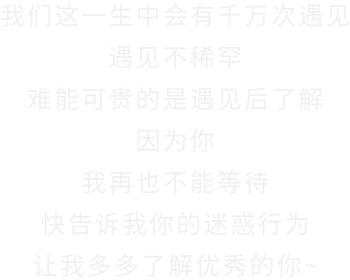 我们这一生中会有千万次遇见
遇见不稀罕
难能可贵的是遇见后了解
因为你
我再也不能等待
快告诉我你的迷惑行为
让我多多了解优秀的你~